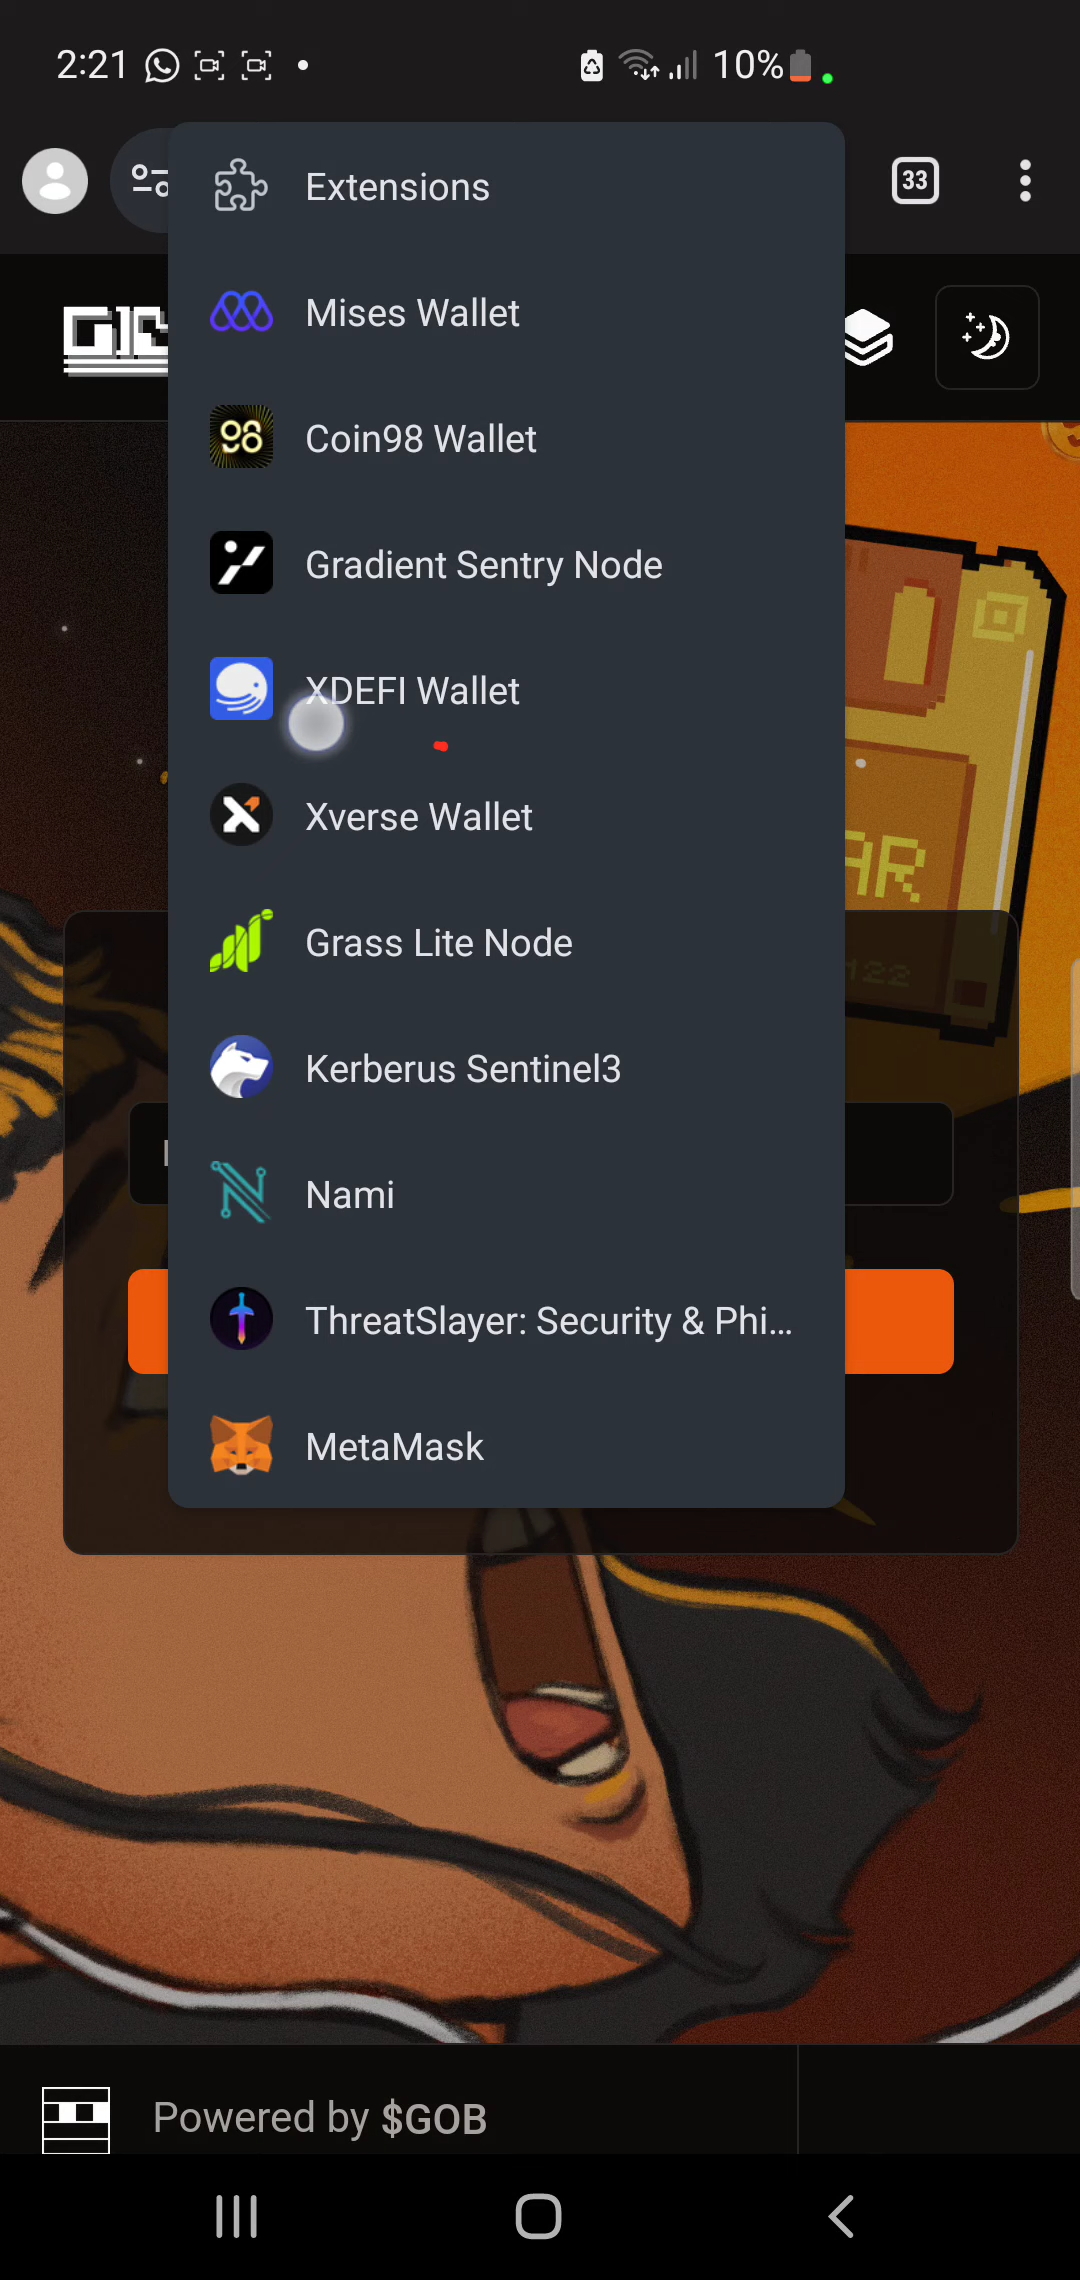 2:21
10%
33
Extensions
Mises Wallet
Coin98 Wallet
Gradient Sentry Node
XDEFI Wallet
Xverse Wallet
Grass Lite Node
Kerberus Sentinel3
Nami
ThreatSlayer: Security & Phi...
MetaMask
AR
Powered by $GOB